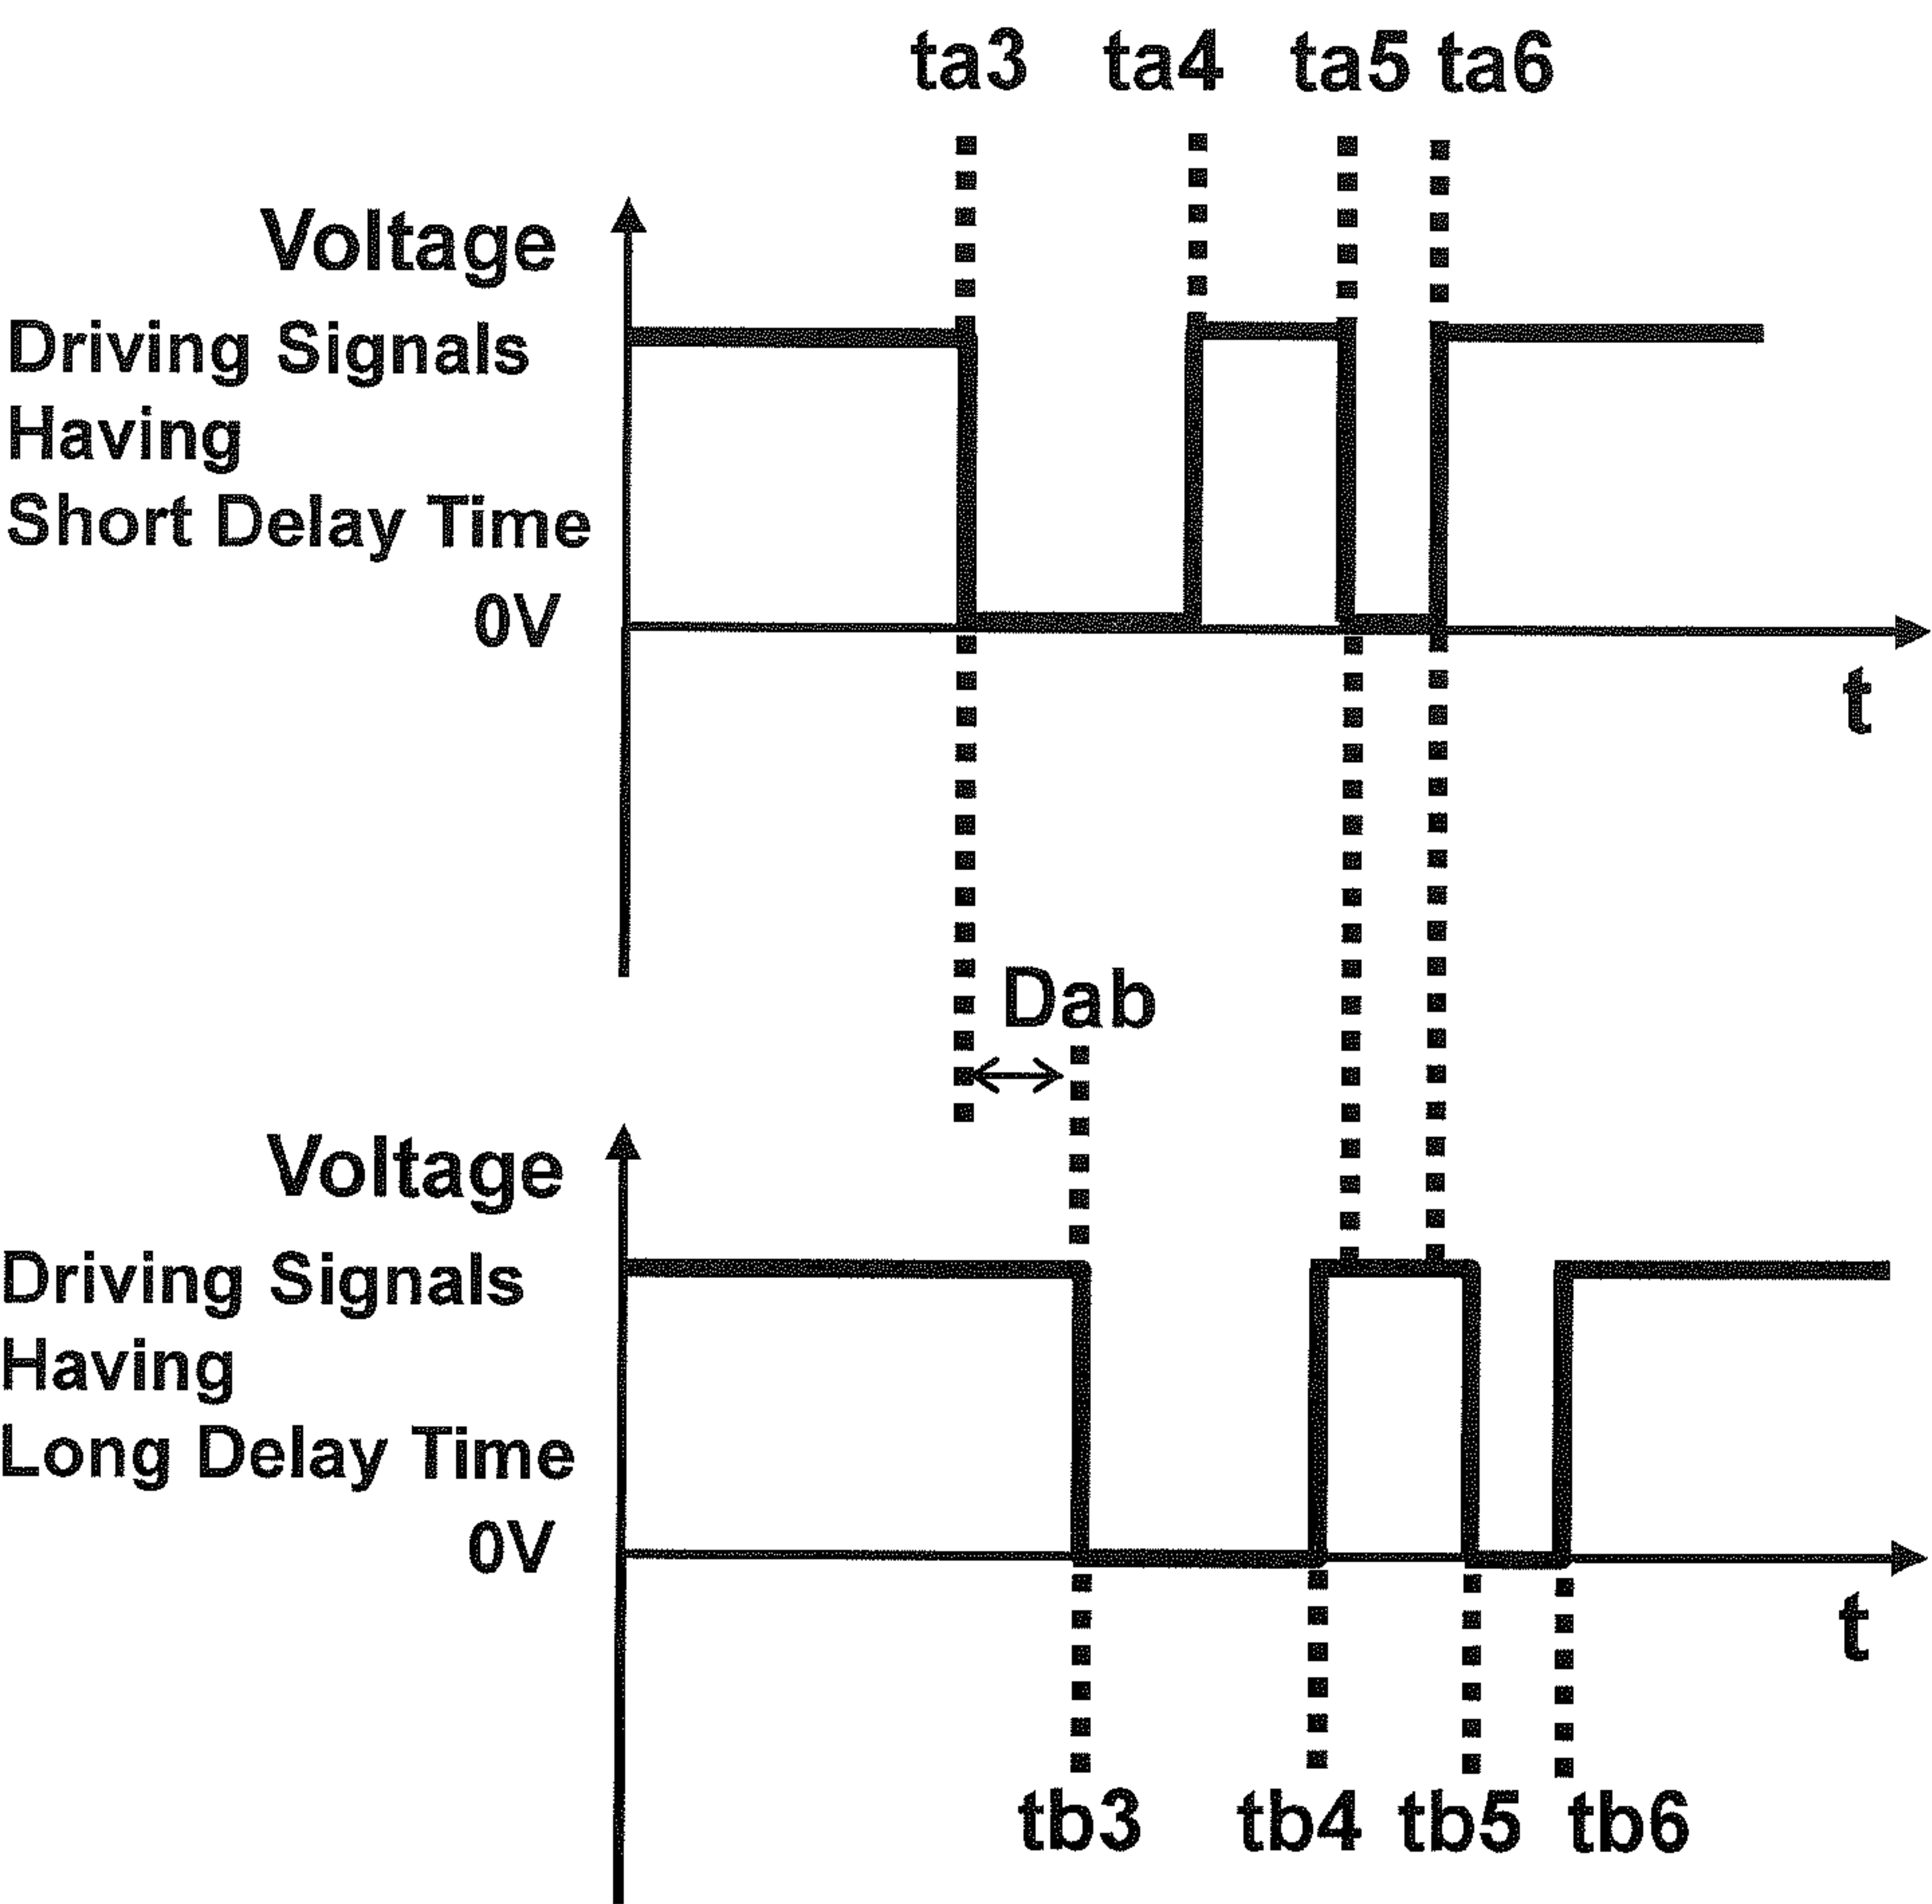 ta3 ta4 ta5 ta6
Voltage
Driving Signals
Having
Short Delay Time
0V
t
Dab
Voltage
Driving Signals
Having
Long Delay Time
0V
t
tb3 tb4 tb5 tb6